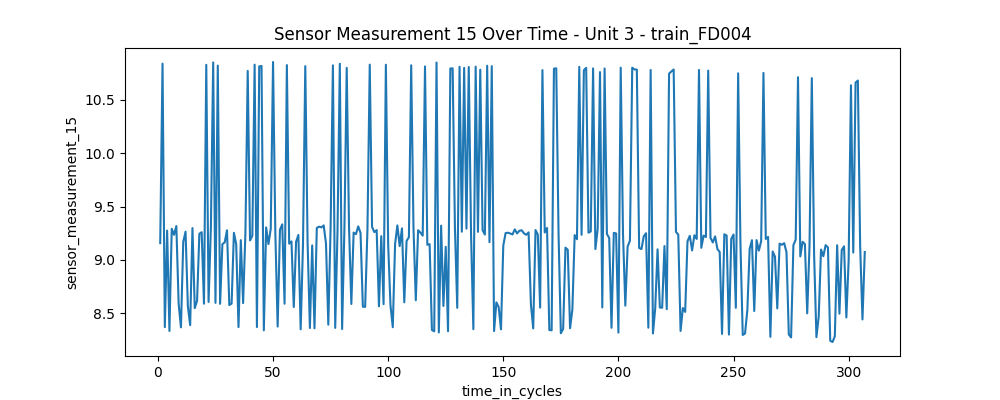 Sensor Measurement 15 Over Time - Unit 3 - train_FD004
sensor_measurement_15
10.5
10.0
9.5
9.0
8.5
0 50 100 150 200 250 300
time_in_cycles